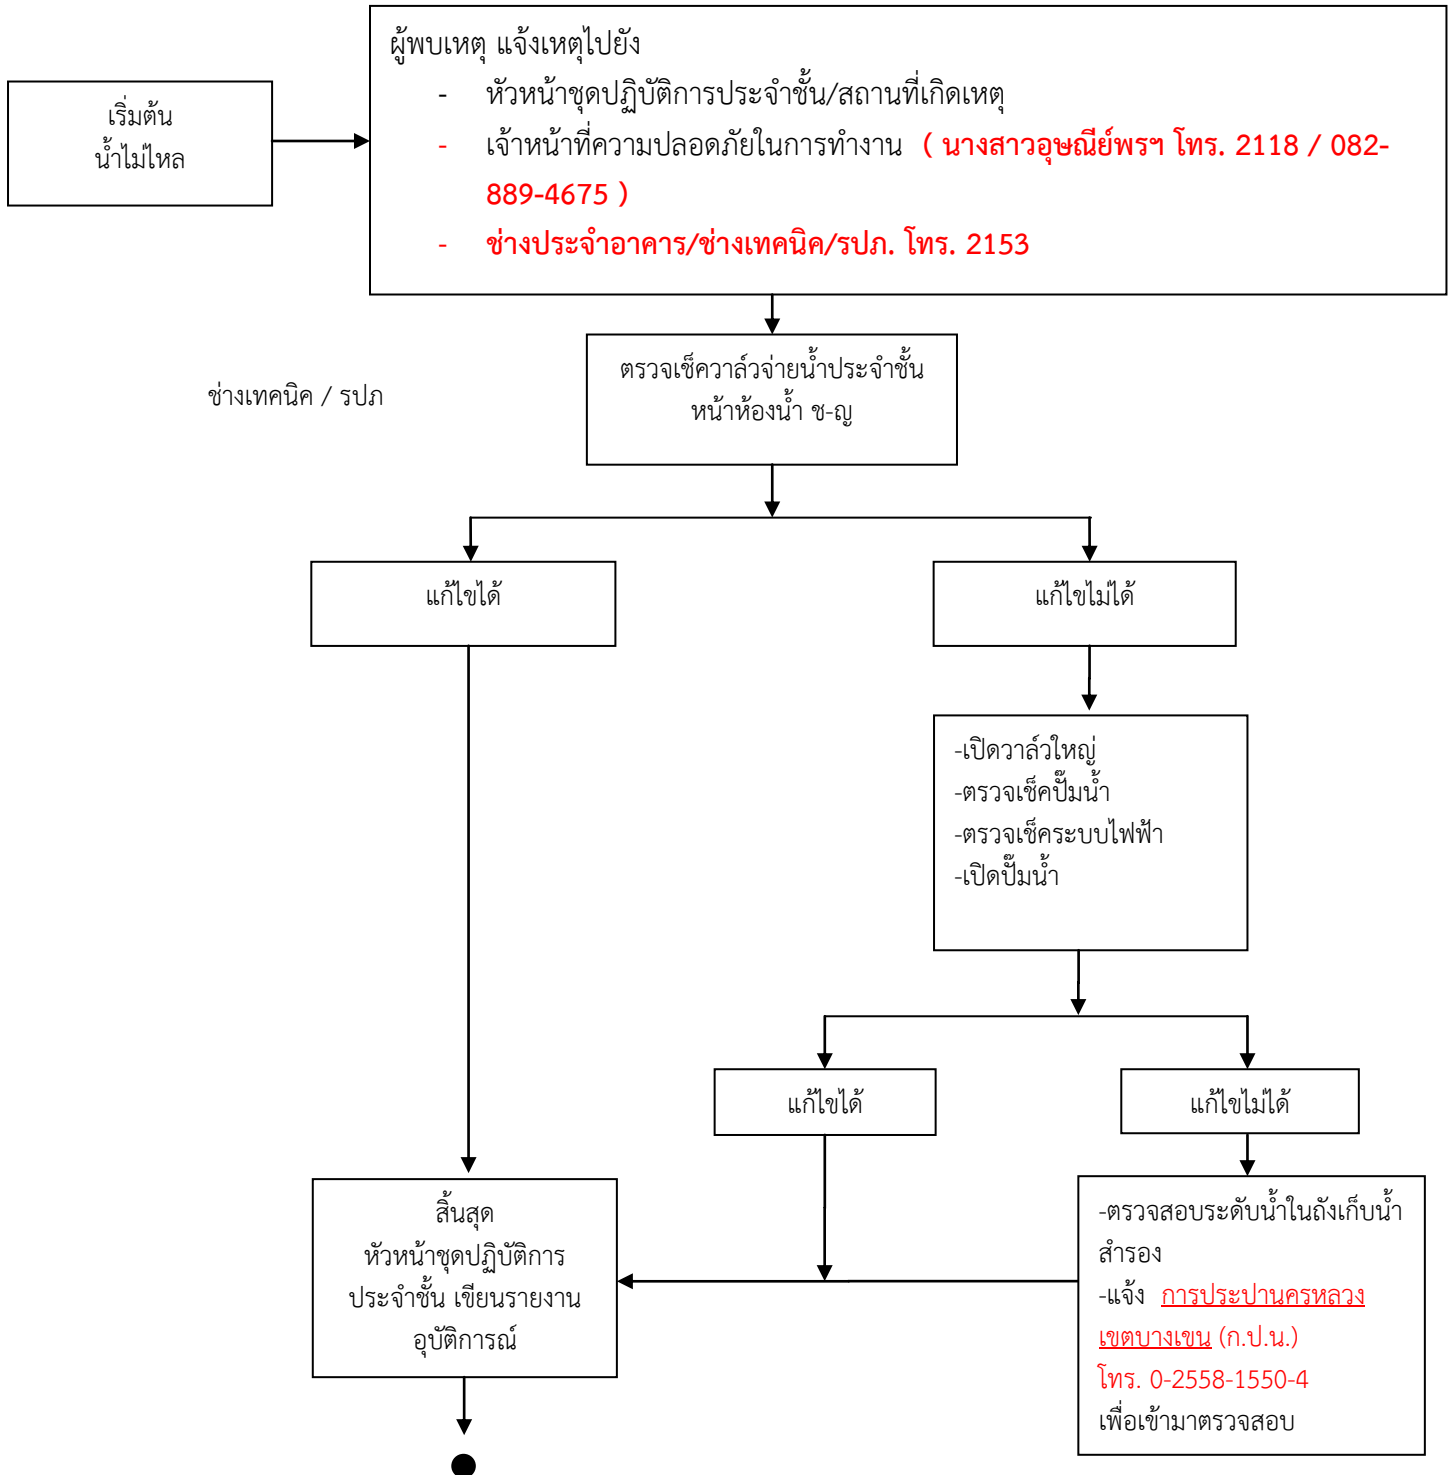 เริ่มต้น
น้ำไม่ไหล
ผู้พบเหตุ แจ้งเหตุไปยัง
- หัวหน้าชุดปฏิบัติการประจำชั้น/สถานที่เกิดเหตุ
- เจ้าหน้าที่ความปลอดภัยในการทำงาน ( นางสาวอุษณีย์พรฯ โทร. 2118 / 082-
889-4675 )
- ช่างประจำอาคาร/ช่างเทคนิค/รปภ. โทร. 2153
ช่างเทคนิค / รปภ
ตรวจเช็ควาล์วจ่ายน้ำประจำชั้น
หน้าห้องน้ำ ช-ญ
แก้ไขได้
แก้ไขไม่ได้
-เปิดวาล์วใหญ่
-ตรวจเช็คปั๊มน้ำ
-ตรวจเช็คระบบไฟฟ้า
-เปิดปั๊มน้ำ
แก้ไขได้
แก้ไขไม่ได้
สิ้นสุด
หัวหน้าชุดปฏิบัติการ
ประจำชั้น เขียนรายงาน
อุบัติการณ์
-ตรวจสอบระดับน้ำในถังเก็บน้ำ
สำรอง
-แจ้ง การประปานครหลวง
เขตบางเขน (ก.ป.น.)
โทร. 0-2558-1550-4
เพื่อเข้ามาตรวจสอบ